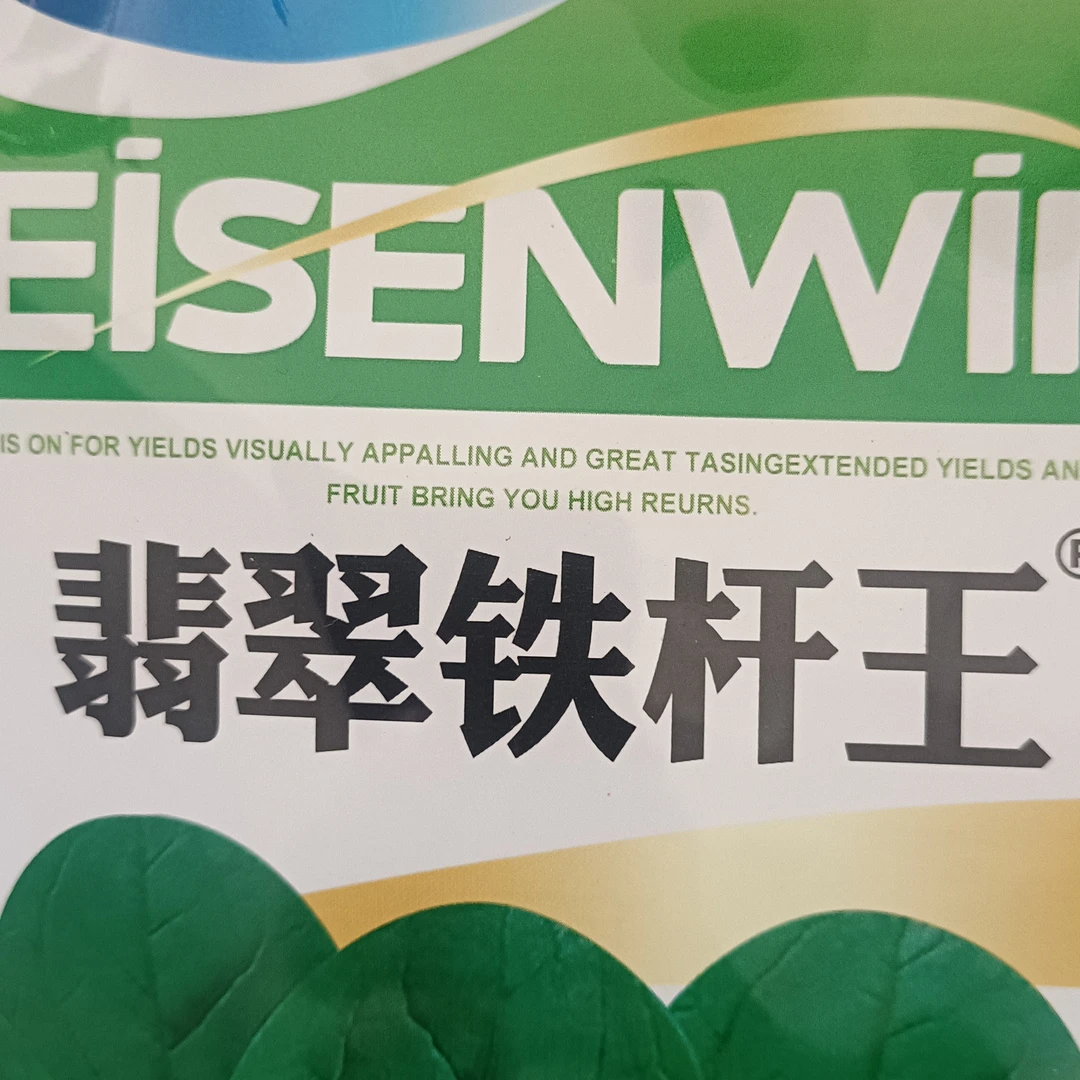 EISENWI
IS ON FOR YIELDS VISUALLY APPALLING AND GREAT TASINGEXTENDED YIELDS AN
FRUIT BRING YOU HIGH REURNS.
翡翠铁杆王®